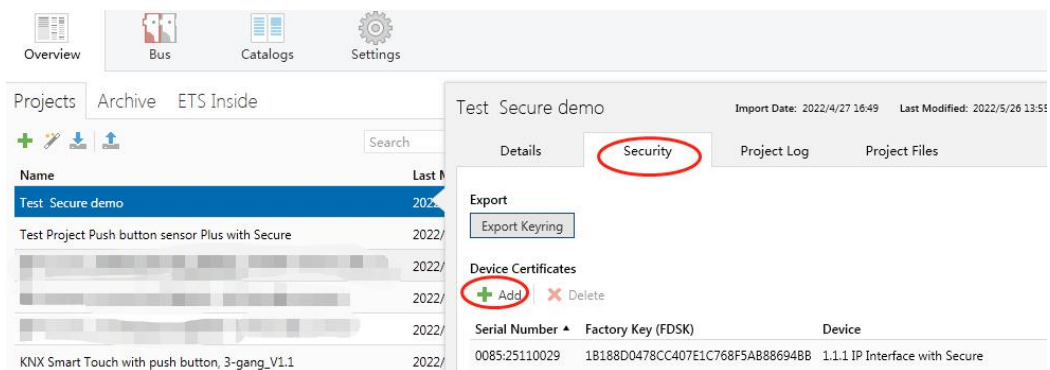 Overview Bus Catalogs Settings
Projects Archive ETS Inside
Search
Name Last
Test Secure demo 202
Test Project Push button sensor Plus with Secure 2022/
2022/
2022/
2022/
KNX Smart Touch with push button, 3-gang_V1.1 2022/
Test Secure demo Import Date: 2022/4/27 16:49 Last Modified: 2022/5/26 13:55
Details Security Project Log Project Files
Export
Export Keyring
Device Certificates
Add Delete
Serial Number Factory Key (FDSK) Device
0085:25110029 1B188D0478CC407E1C768F5AB88694BB 1.1.1 IP Interface with Secure